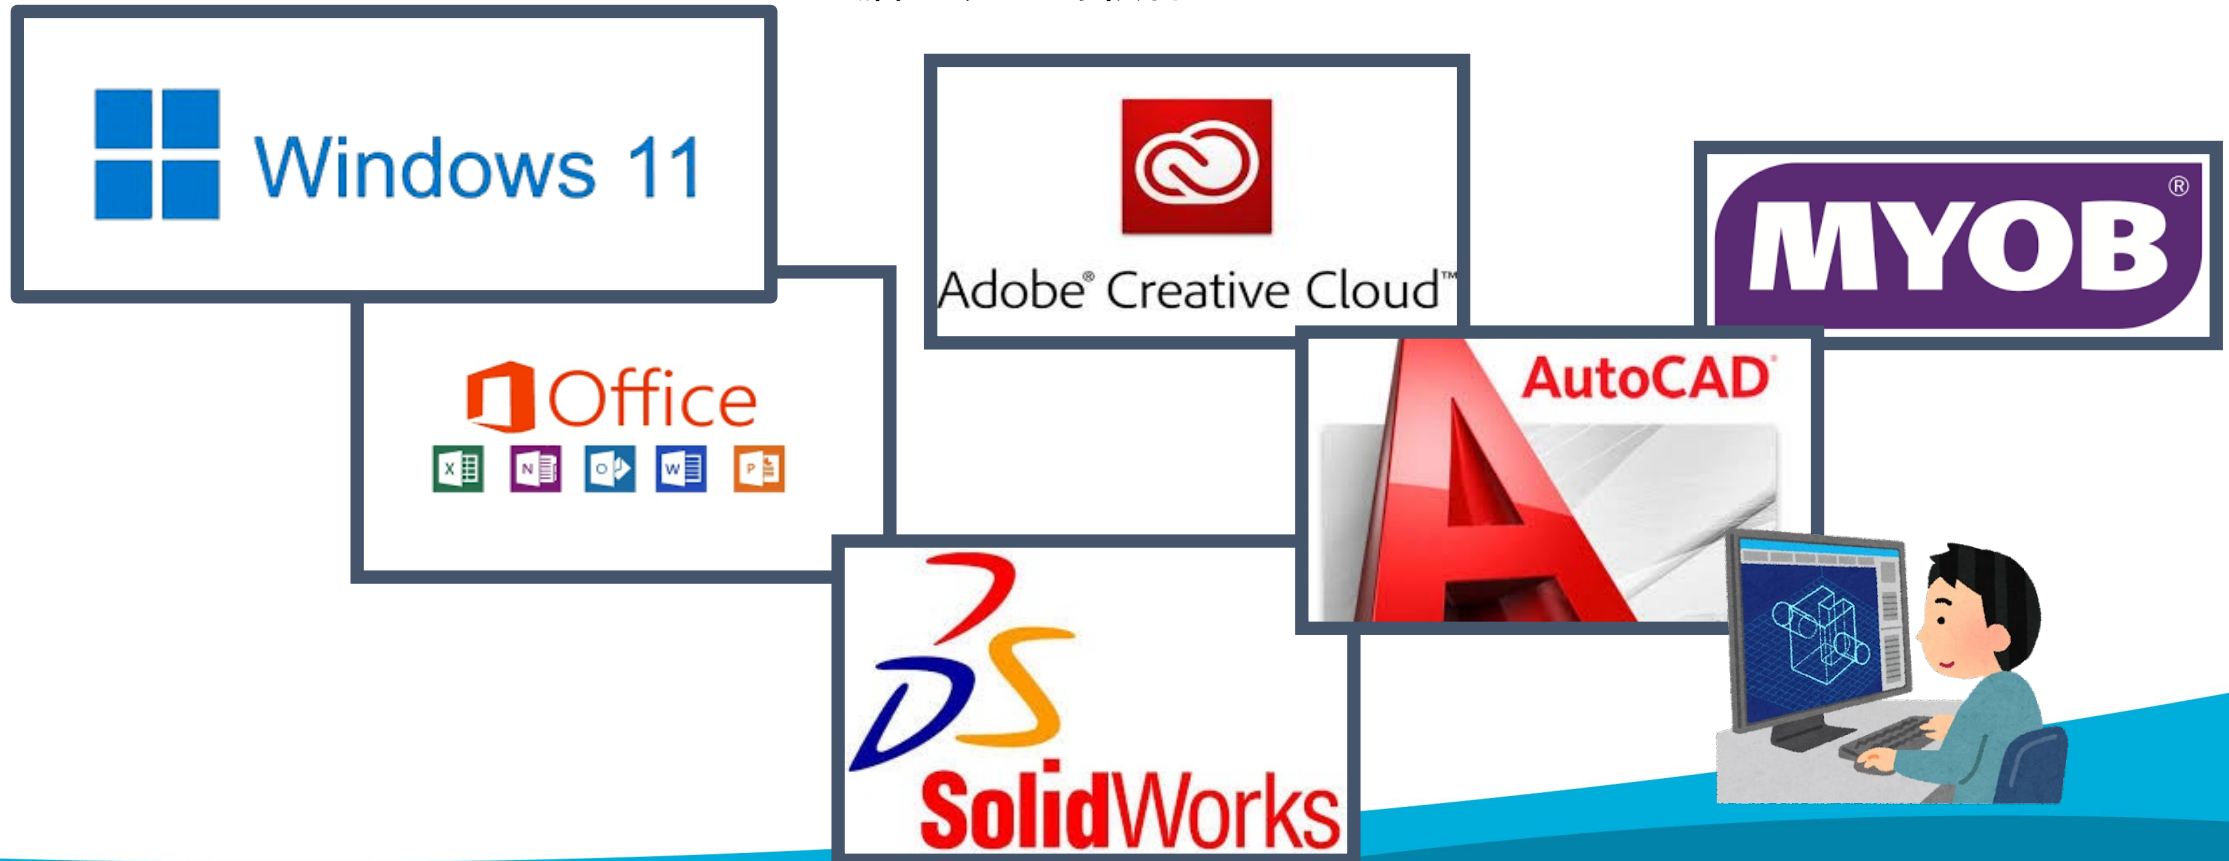 Windows 11
Adobe® Creative Cloud™
MYOB®
Office
X N O W P
AutoCAD
SolidWorks